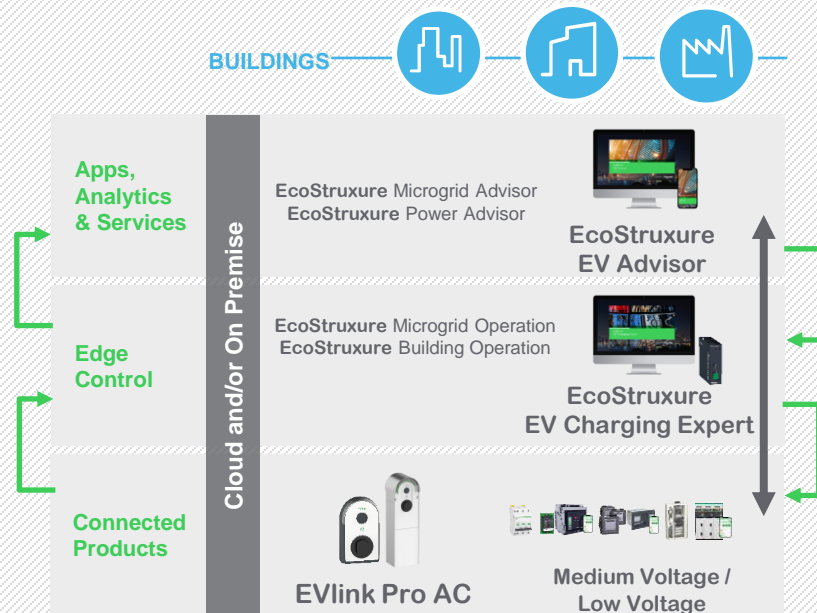 BUILDINGS
Apps,
Analytics
& Services
Cloud and/or On Premise
EcoStruxure Microgrid Advisor
EcoStruxure Power Advisor
EcoStruxure
EV Advisor
Edge
Control
EcoStruxure Microgrid Operation
EcoStruxure Building Operation
EcoStruxure
EV Charging Expert
Connected
Products
EVlink Pro AC
Medium Voltage /
Low Voltage